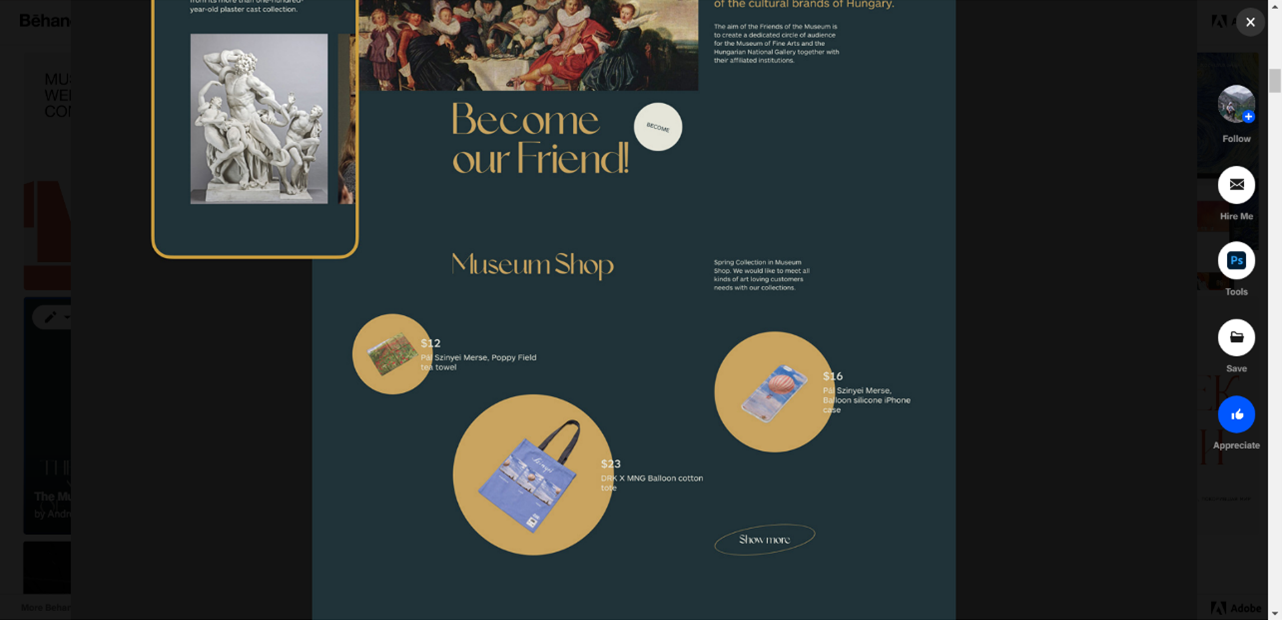 Bēhan
from its more than one-hundred-
year-old plaster cast collection.
of the cultural brands of Hungary.
The aim of the Friends of the Museum is
to create a dedicated circle of audience
for the Museum of Fine Arts and the
Hungarian National Gallery together with
their affiliated institutions.
Become
our Friend!
BECOME
Museum Shop
Spring Collection in Museum
Shop. We would like to meet all
kinds of art loving customers
needs with our collections.
$12
Pál Szinyei Merse, Poppy Field
tea towel
$16
Pál Szinyei Merse,
Balloon silicone iPhone
case
$23
DRK X MNG Balloon cotton
tote
Show more
Follow
Hire Me
Ps
Tools
Save
Appreciate
MU
WE
CON
The Mu
by Andr
More Behan
Adobe